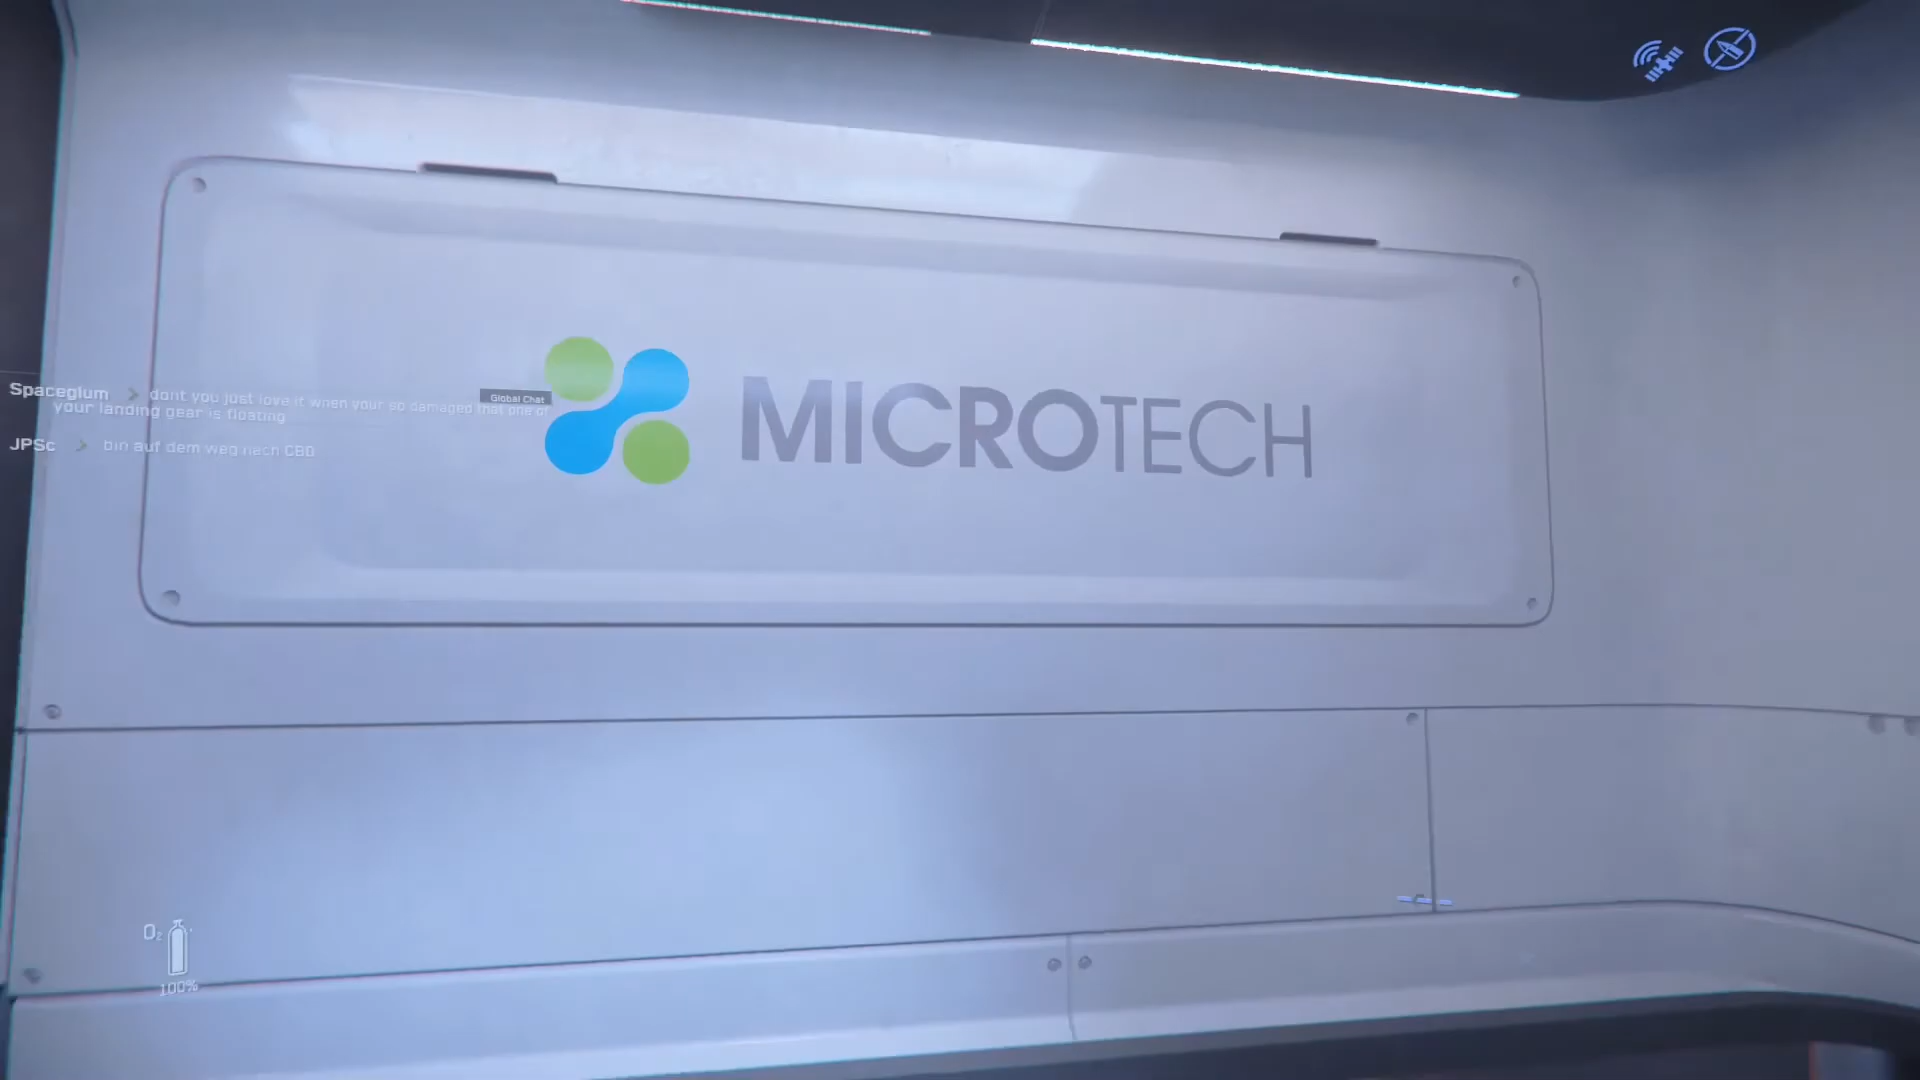 Global Chat
Spaceglum > dont you just love it when your so damaged that one of
your landing gear is floating
JPSc > bin auf dem weg nach CBD
MICROTECH
O₂
100%